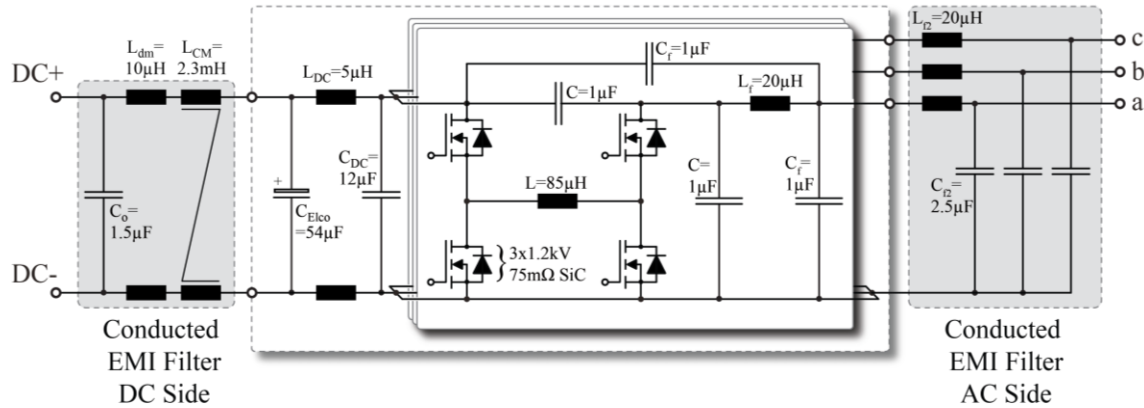 L_f2=20µH
c
L_dm=
10µH
L_CM=
2.3mH
C_f=1µF
DC+
L_DC=5µH
b
L_f=20µH
C=1µF
a
C_DC=
12µF
C=
1µF
C_f=
1µF
C_f2=
2.5µF
L=85µH
+
C_o=
1.5µF
C_Elco
=54µF
3x1.2kV
75mΩ SiC
DC-
Conducted
EMI Filter
DC Side
Conducted
EMI Filter
AC Side